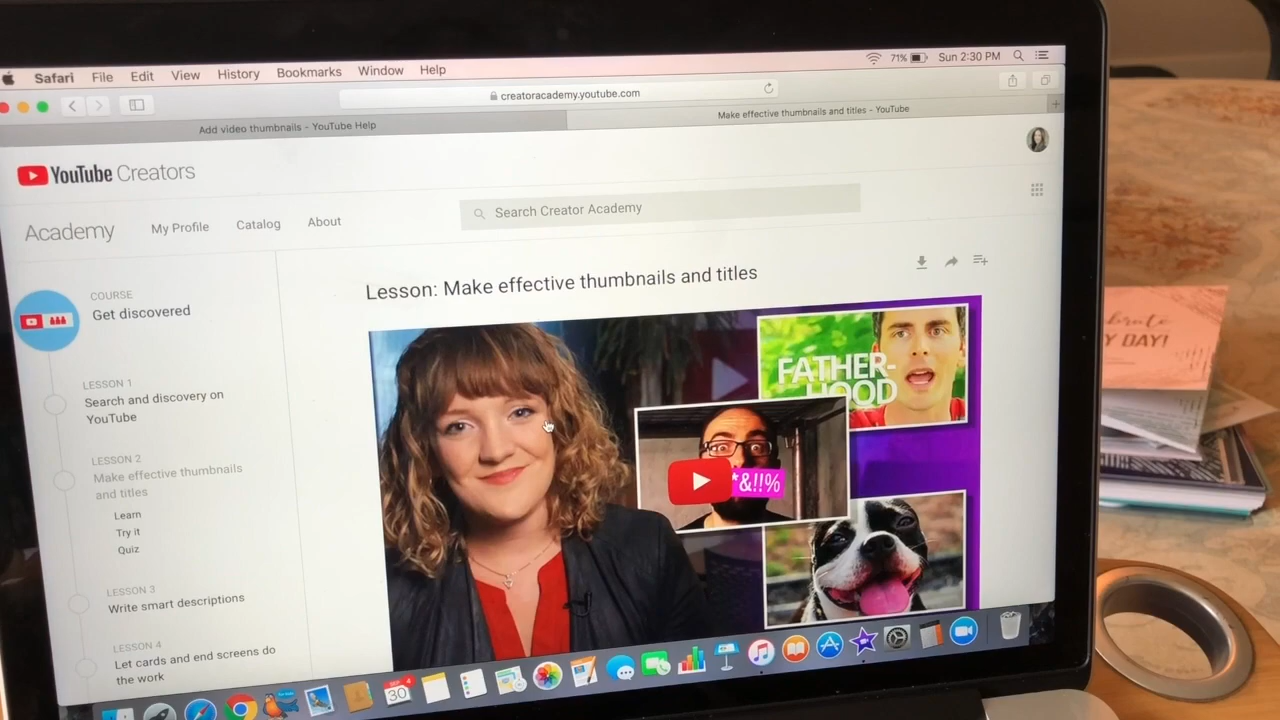 Safari File Edit View History Bookmarks Window Help
71% Sun 2:30 PM
creatoracademy.youtube.com
Add video thumbnails - YouTube Help
Make effective thumbnails and titles - YouTube
YouTube Creators
Academy My Profile Catalog About
Search Creator Academy
COURSE
Get discovered
LESSON 1
Search and discovery on
YouTube
LESSON 2
Make effective thumbnails
and titles
Learn
Try it
Quiz
LESSON 3
Write smart descriptions
LESSON 4
Let cards and end screens do
the work
Lesson: Make effective thumbnails and titles
FATHER-
HOOD
*&!!%
SEP
4
30
DAY!